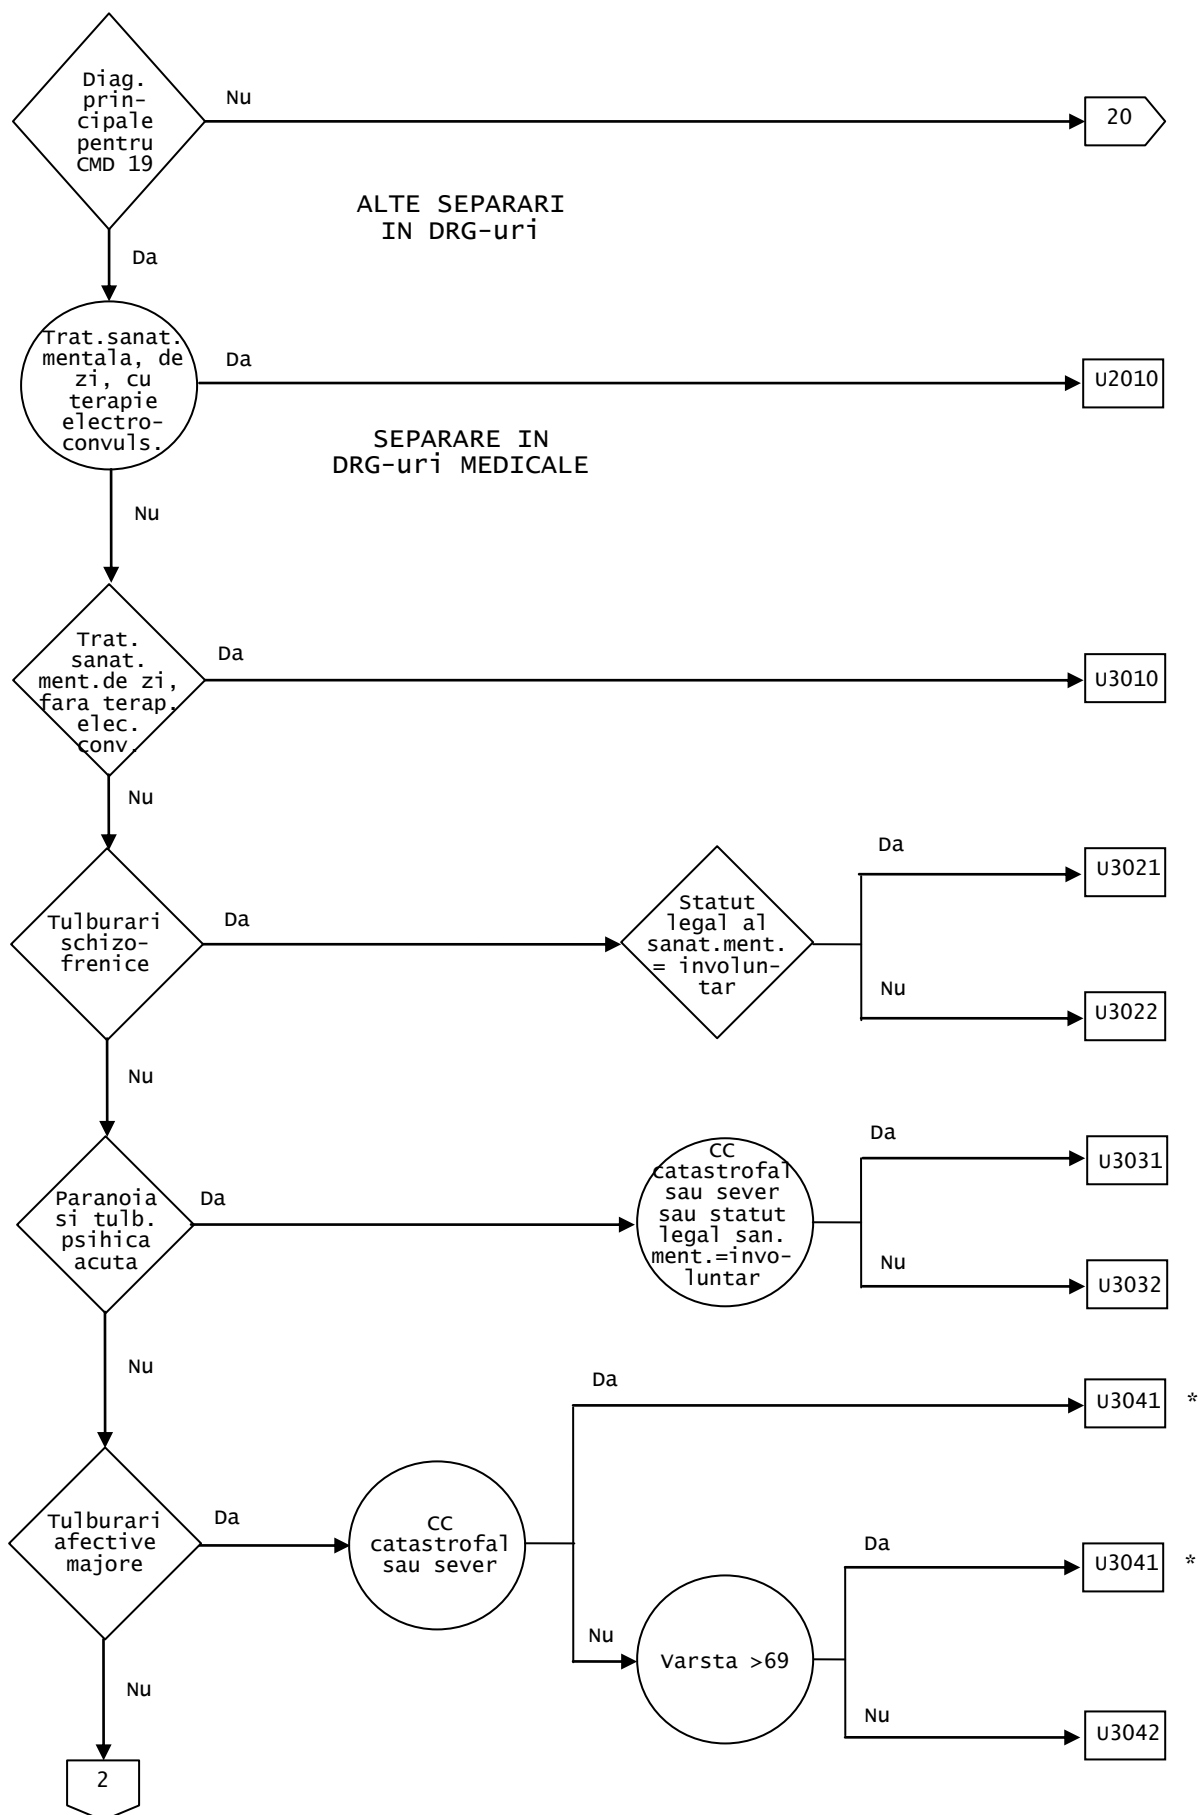 Diag.
prin-
cipale
pentru
CMD 19
Nu
20
ALTE SEPARARI
IN DRG-uri
Da
Trat.sanat.
mentala, de
zi, cu
terapie
electro-
convuls.
Da
U2010
SEPARARE IN
DRG-uri MEDICALE
Nu
Trat.
sanat.
ment.de zi,
fara terap.
elec.
conv.
Da
U3010
Nu
Tulburari
schizo-
frenice
Da
Statut
legal al
sanat.ment.
= involun-
tar
Da
U3021
Nu
U3022
Nu
Paranoia
si tulb.
psihica
acuta
Da
CC
catastrofal
sau sever
sau statut
legal san.
ment.=invo-
luntar
Da
U3031
Nu
U3032
Nu
Tulburari
afective
majore
Da
CC
catastrofal
sau sever
Da
U3041 *
Nu
Varsta >69
Da
U3041 *
Nu
U3042
Nu
2